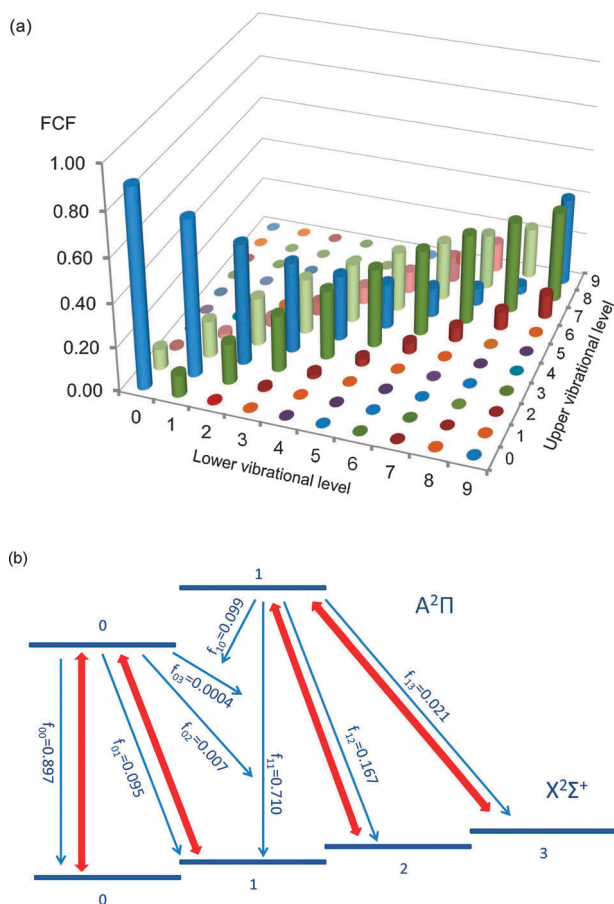 (a)
FCF
1.00
0.80
0.60
0.40
0.20
0.00
0 1 2 3 4 5 6 7 8 9
Lower vibrational level
0 1 2 3 4 5 6 7 8 9
Upper vibrational level
(b)
1
A²Π
0
f₁₀=0.099
f₀₃=0.0004
f₀₂=0.007
f₀₀=0.897
f₀₁=0.095
f₁₁=0.710
f₁₂=0.167
f₁₃=0.021
X²Σ⁺
0
1
2
3